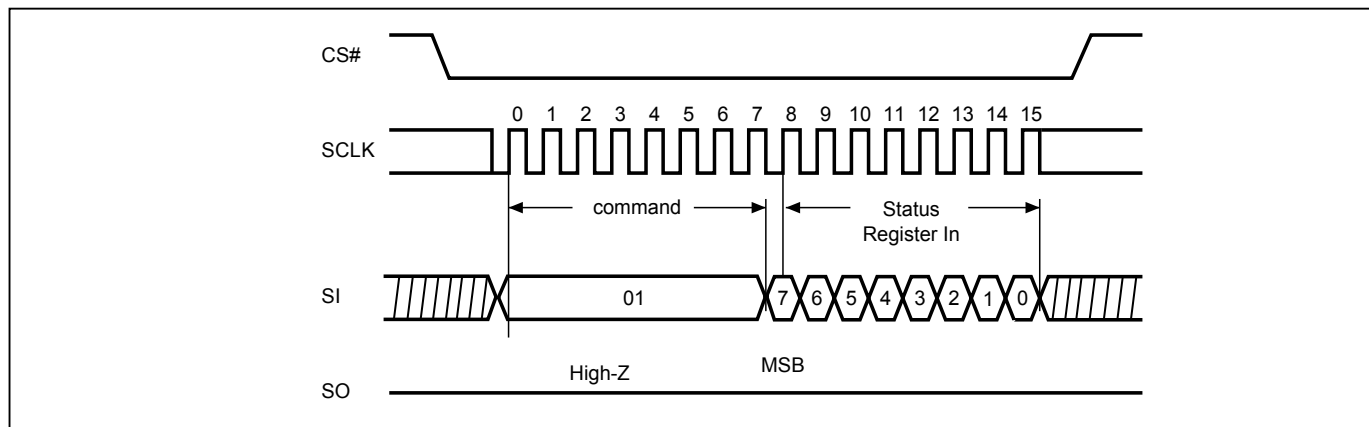 CS#
0 1 2 3 4 5 6 7 8 9 10 11 12 13 14 15
SCLK
command
Status
Register In
SI
01
7 6 5 4 3 2 1 0
High-Z
MSB
SO